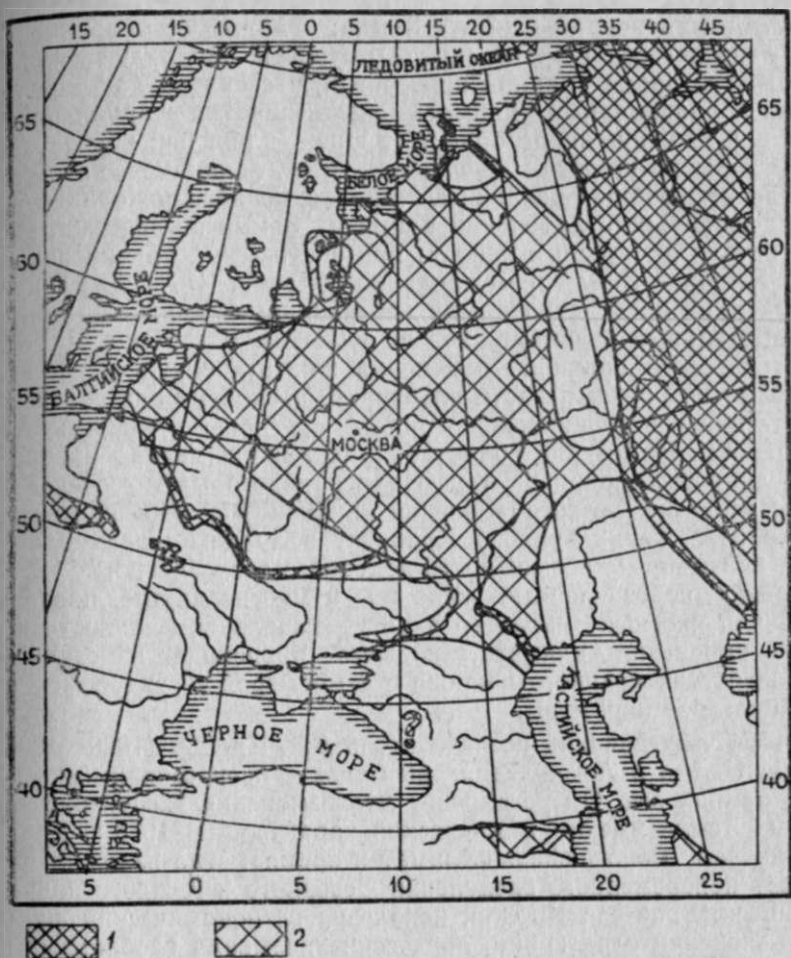 15 20 15 10 5 0 5 10 15 20 25 30 35 40 45
ЛЕДОВИТЫЙ ОКЕАН
65 65
БЕЛОЕ МОРЕ
60 60
БАЛТИЙСКОЕ МОРЕ
55 55
МОСКВА
50 50
45 45
КАСПИЙСКОЕ МОРЕ
ЧЕРНОЕ МОРЕ
40 40
5 0 5 10 15 20 25
1 2